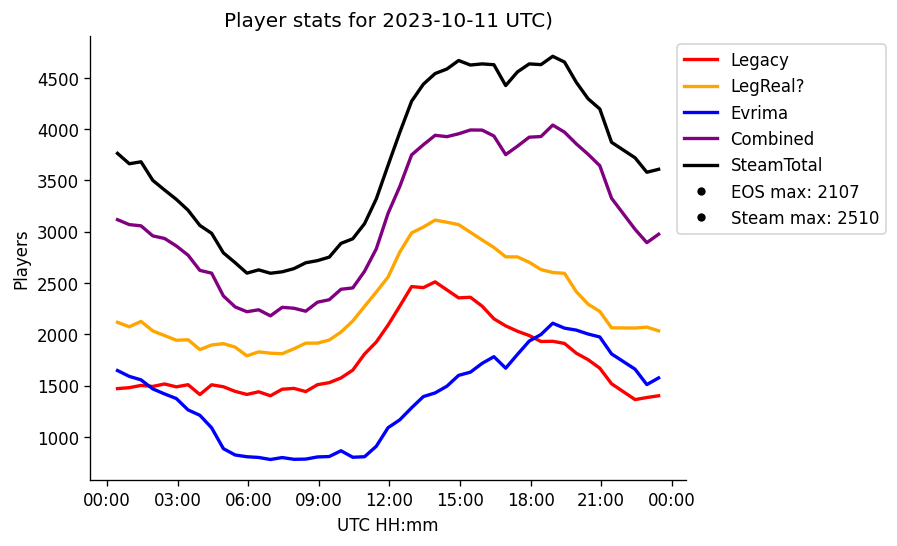 Player stats for 2023-10-11 UTC)
Players
4500
4000
3500
3000
2500
2000
1500
1000
00:00 03:00 06:00 09:00 12:00 15:00 18:00 21:00 00:00
UTC HH:mm
Legacy
LegReal?
Evrima
Combined
SteamTotal
EOS max: 2107
Steam max: 2510